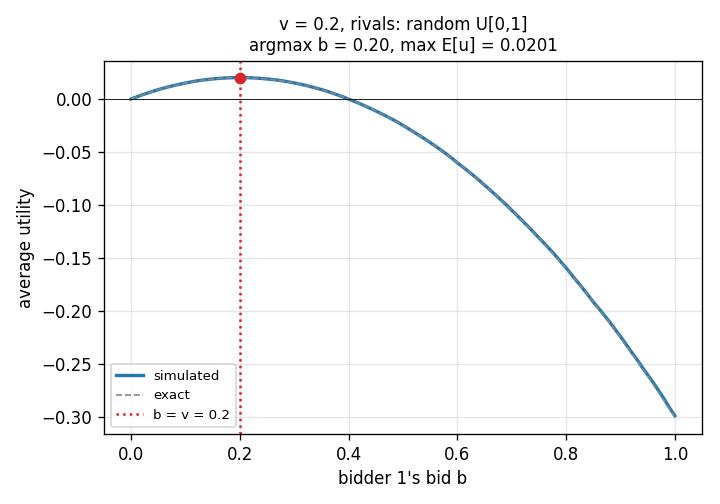 v = 0.2, rivals: random U[0,1]
argmax b = 0.20, max E[u] = 0.0201
average utility
0.00
−0.05
−0.10
−0.15
−0.20
−0.25
−0.30
simulated
exact
b = v = 0.2
0.0 0.2 0.4 0.6 0.8 1.0
bidder 1's bid b